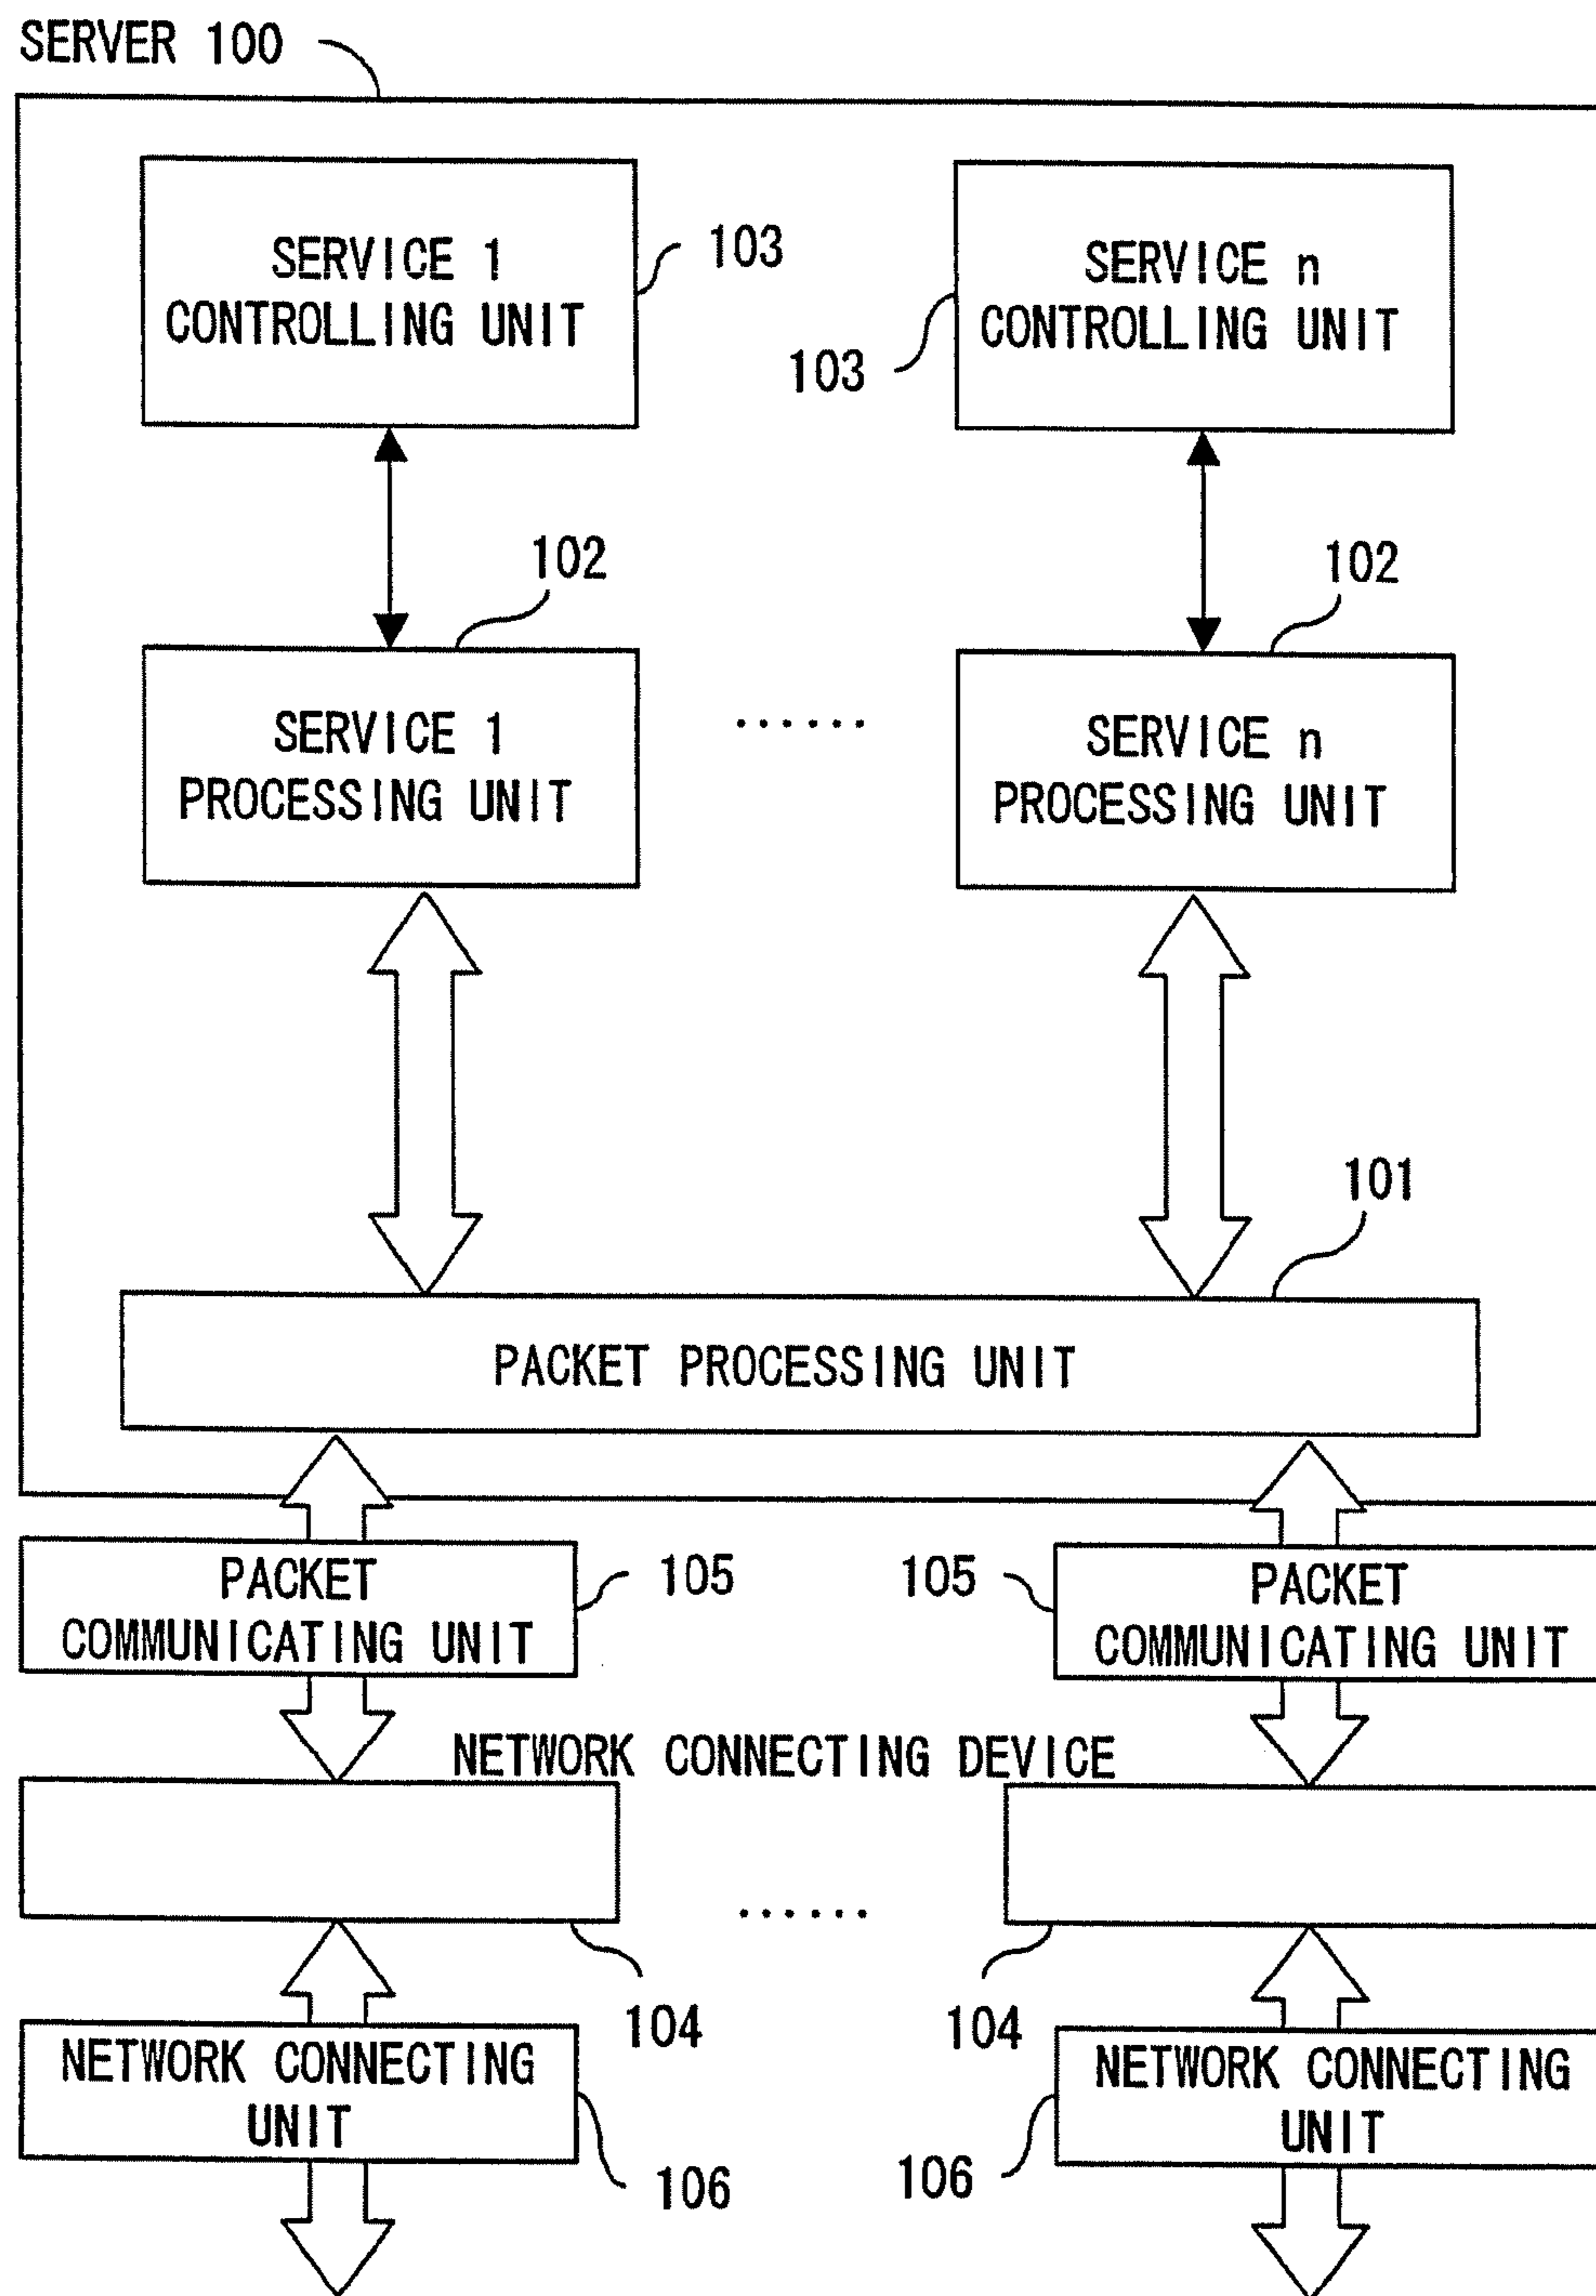 SERVER 100
SERVICE 1
CONTROLLING UNIT
103
SERVICE n
CONTROLLING UNIT
103
102
102
SERVICE 1
PROCESSING UNIT
......
SERVICE n
PROCESSING UNIT
101
PACKET PROCESSING UNIT
PACKET
COMMUNICATING UNIT
105
105
PACKET
COMMUNICATING UNIT
NETWORK CONNECTING DEVICE
......
104
104
NETWORK CONNECTING
UNIT
106
NETWORK CONNECTING
UNIT
106